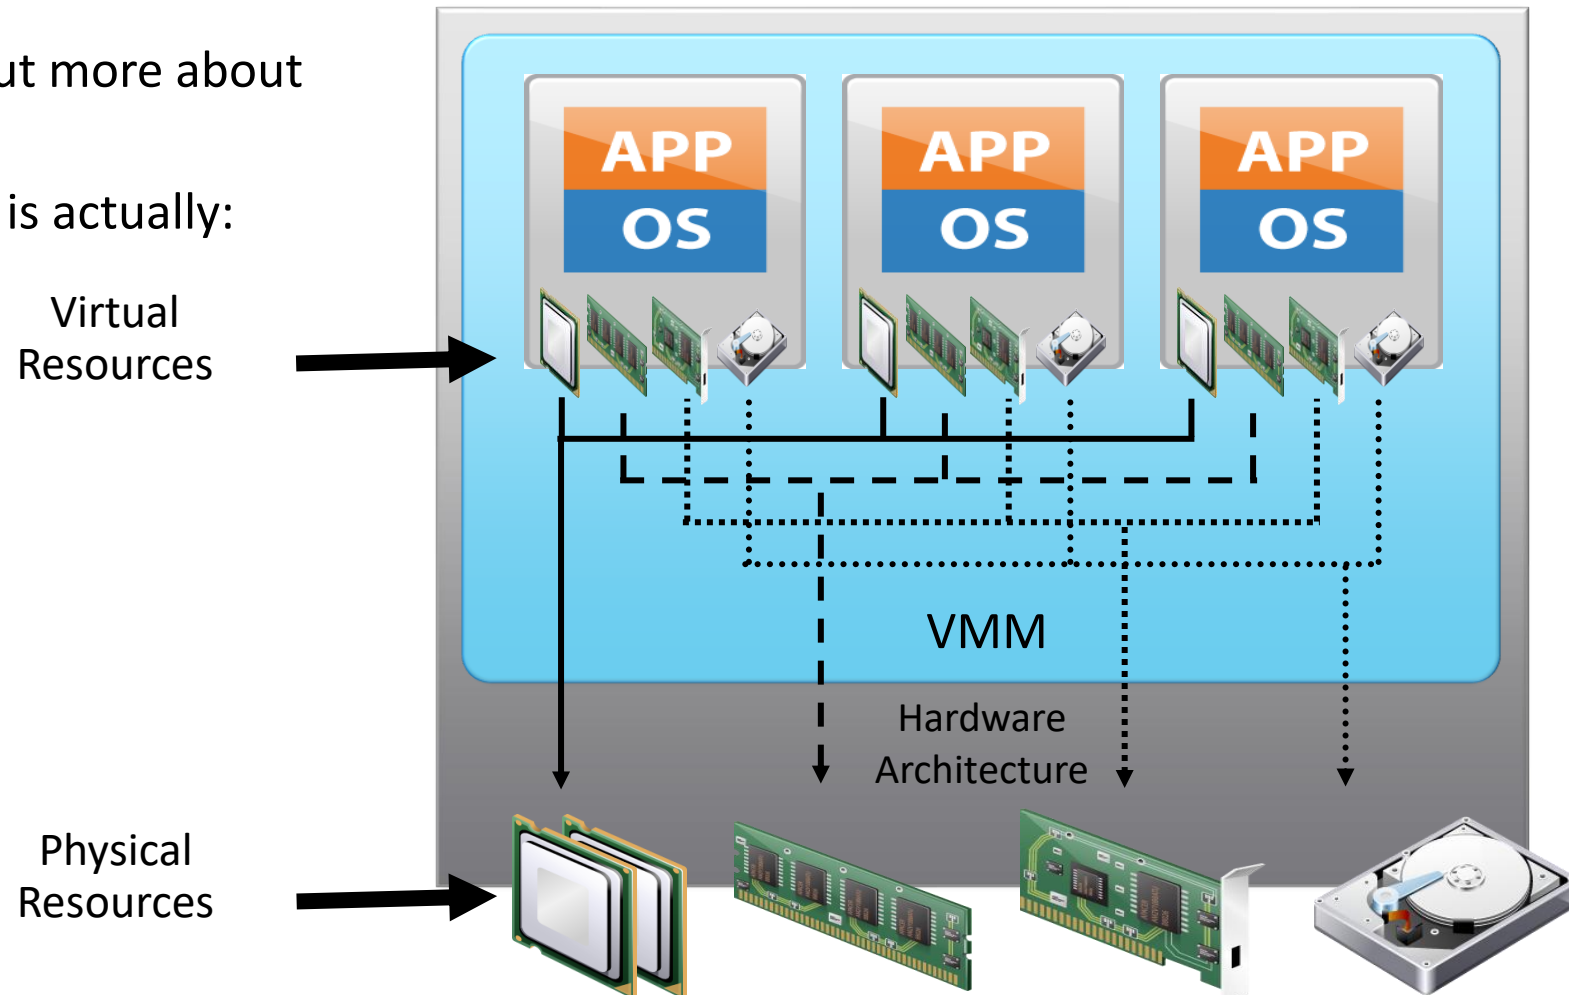 ut more about
is actually:
APP
OS
APP
OS
APP
OS
Virtual
Resources
VMM
Hardware
Architecture
Physical
Resources